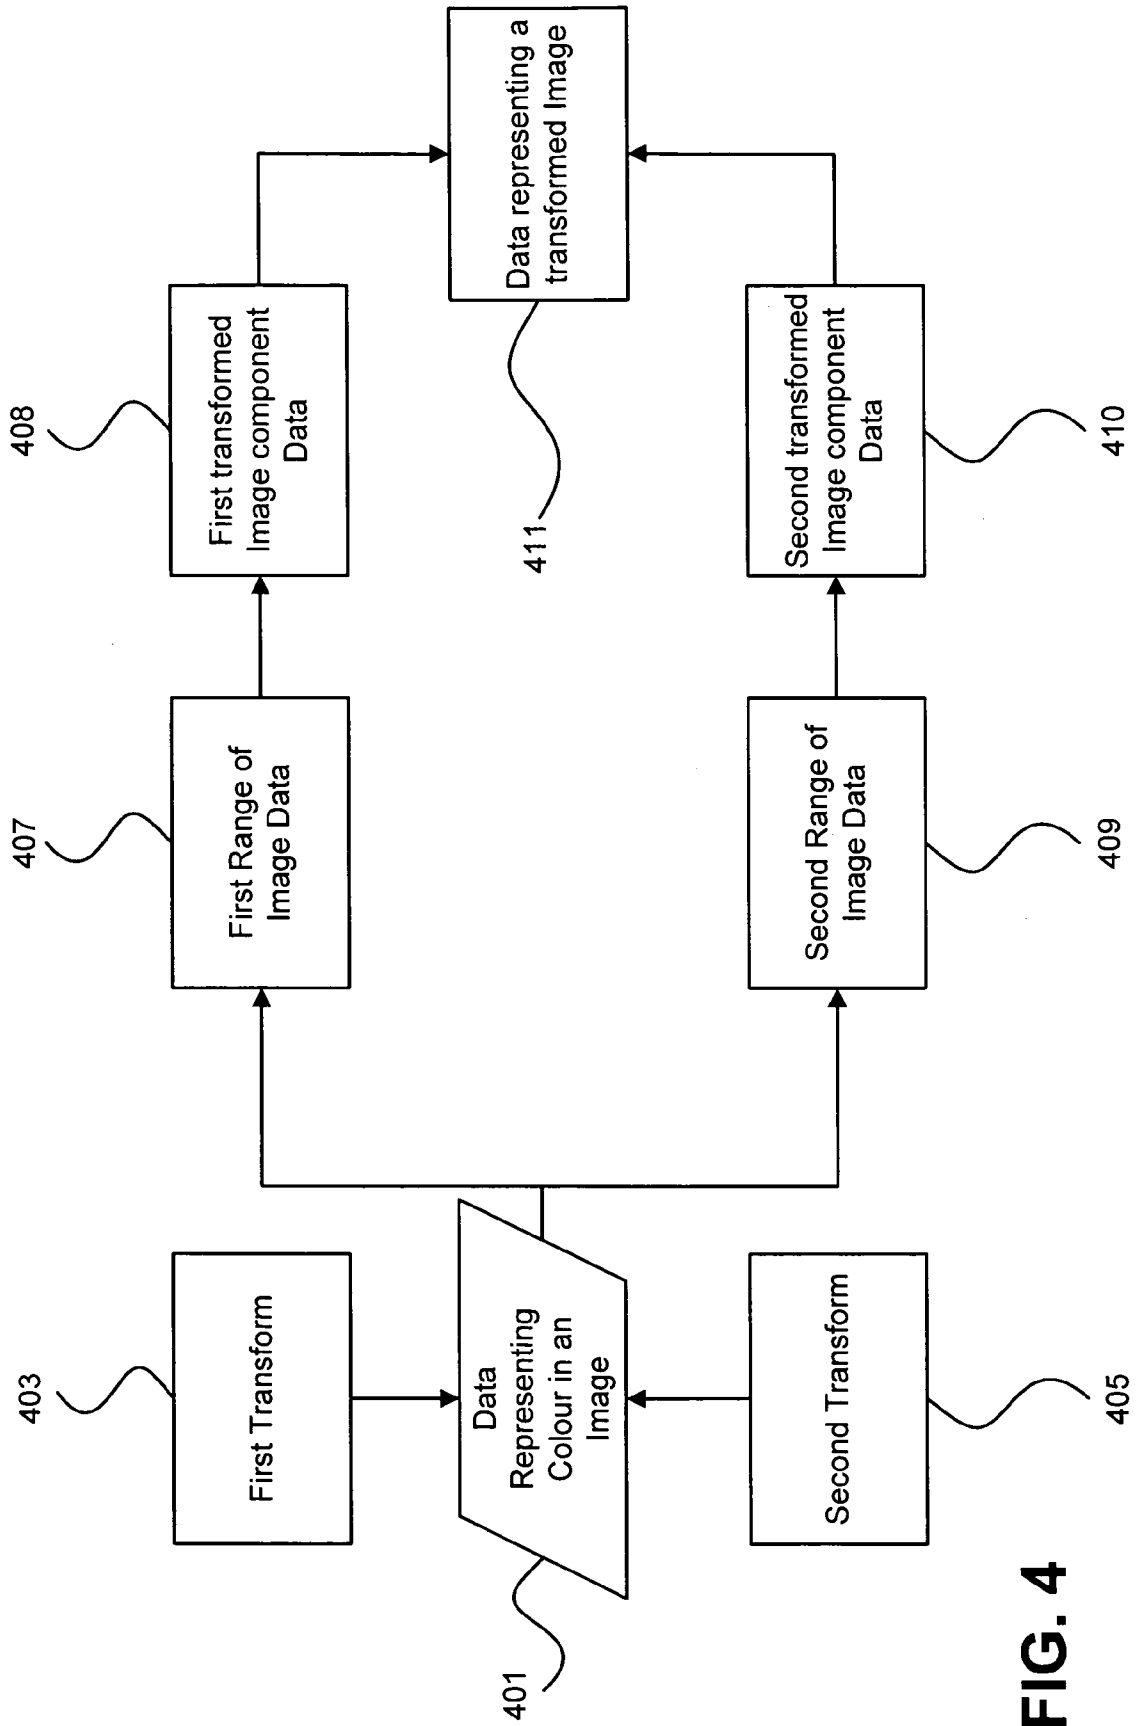 403
First Transform
401
Data
Representing
Colour in an
Image
Second Transform
405
407
First Range of
Image Data
Second Range of
Image Data
409
408
First transformed
Image component
Data
411
Data representing a
transformed Image
Second transformed
Image component
Data
410
FIG. 4